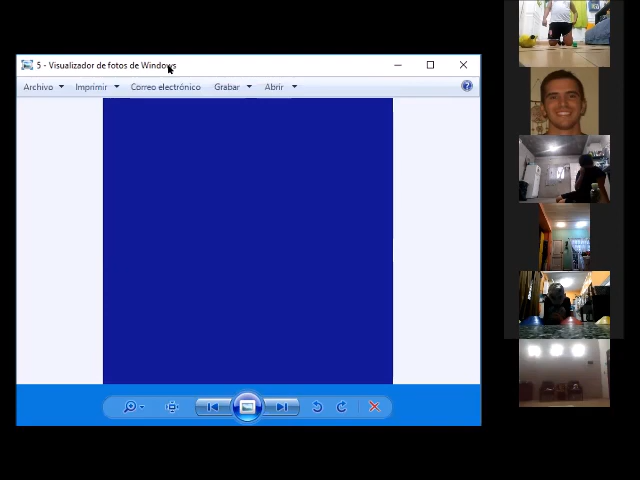 5 - Visualizador de fotos de Windows
Archivo Imprimir Correo electrónico Grabar Abrir